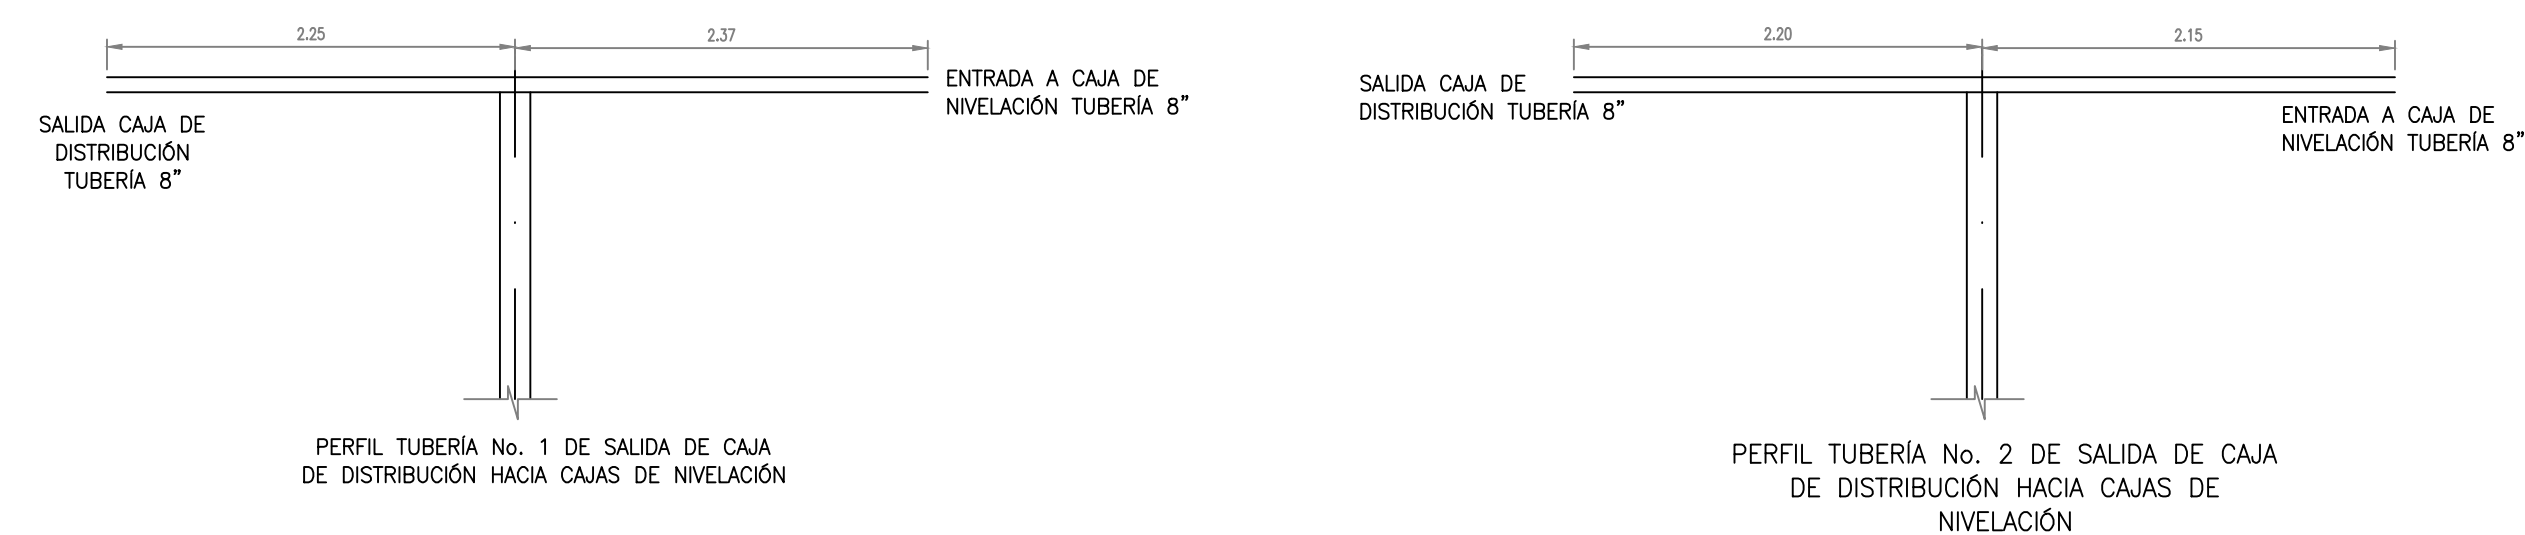 2.25
2.37
ENTRADA A CAJA DE
NIVELACIÓN TUBERÍA 8”
SALIDA CAJA DE
DISTRIBUCIÓN
TUBERÍA 8”
PERFIL TUBERÍA No. 1 DE SALIDA DE CAJA
DE DISTRIBUCIÓN HACIA CAJAS DE NIVELACIÓN
2.20
2.15
SALIDA CAJA DE
DISTRIBUCIÓN TUBERÍA 8”
ENTRADA A CAJA DE
NIVELACIÓN TUBERÍA 8”
PERFIL TUBERÍA No. 2 DE SALIDA DE CAJA
DE DISTRIBUCIÓN HACIA CAJAS DE
NIVELACIÓN